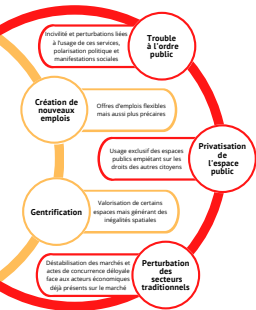 Incivilité et perturbations liées
à l'usage de ces services,
polarisation politique et
manifestations sociales
Trouble
à l'ordre
public
Création de
nouveaux
emplois
Offres d'emplois flexibles
mais aussi plus précaires
Usage exclusif des espaces
publics empiétant sur les
droits des autres citoyens
Privatisation
de
l'espace
public
Gentrification
Valorisation de certains
espaces mais générant des
inégalités spatiales
Déstabilisation des marchés et
actes de concurrence déloyale
face aux acteurs économiques
déjà présents sur le marché
Perturbation
des
secteurs
traditionnels